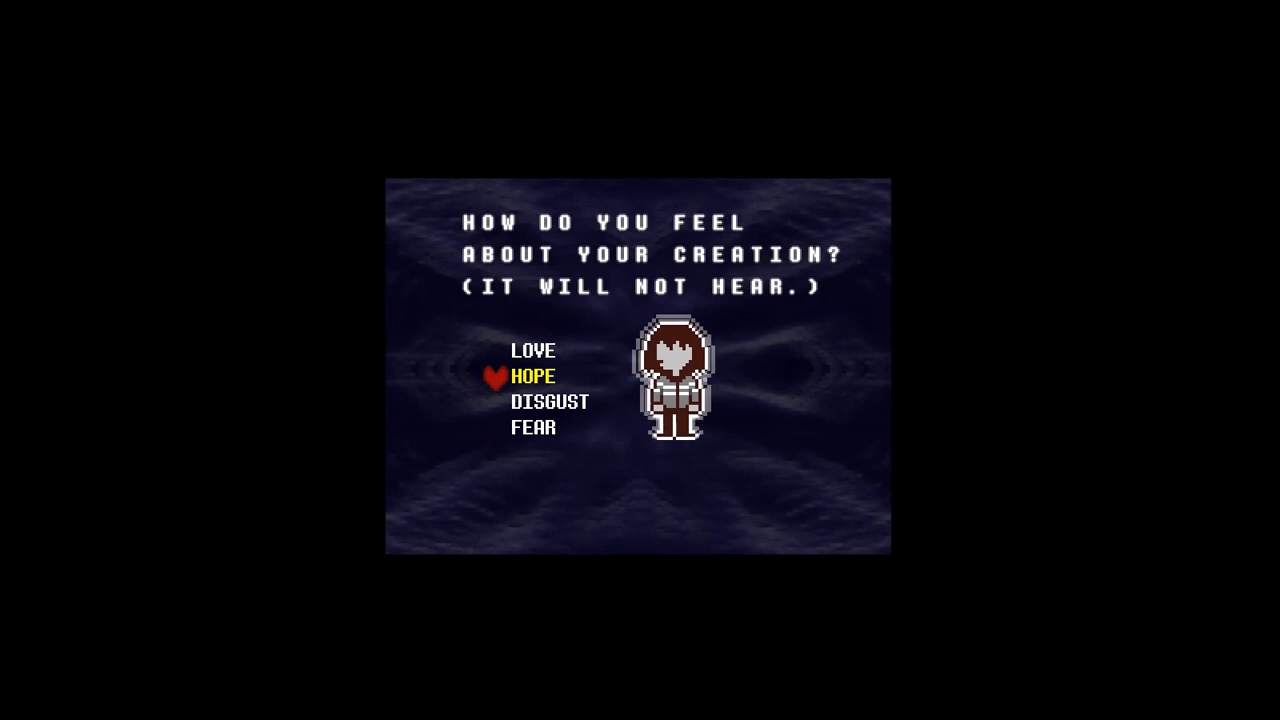 HOW DO YOU FEEL
ABOUT YOUR CREATION?
(IT WILL NOT HEAR.)
LOVE
HOPE
DISGUST
FEAR